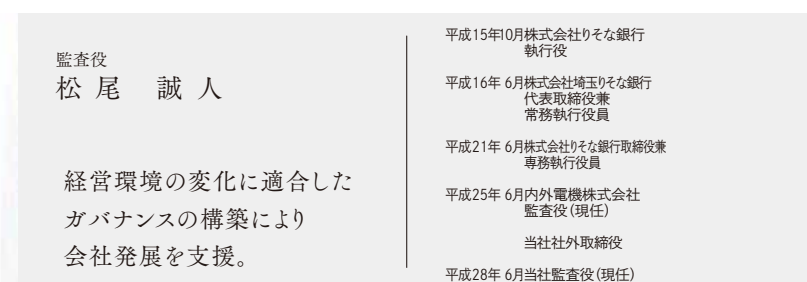 監査役
松尾 誠人
経営環境の変化に適合した
ガバナンスの構築により
会社発展を支援。
平成15年10月株式会社りそな銀行
執行役
平成16年 6月株式会社埼玉りそな銀行
代表取締役兼
常務執行役員
平成21年 6月株式会社りそな銀行取締役兼
専務執行役員
平成25年 6月内外電機株式会社
監査役(現任)
当社社外取締役
平成28年 6月当社監査役(現任)